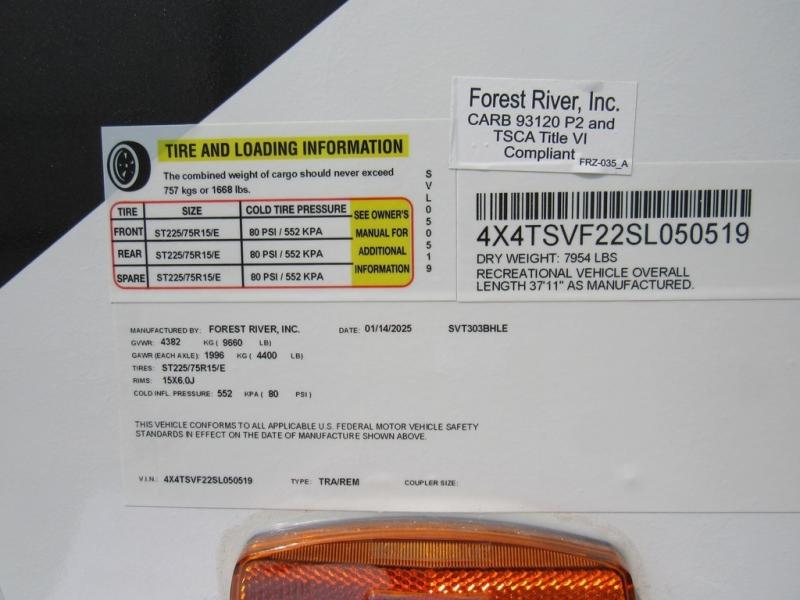 Forest River, Inc.
CARB 93120 P2 and
TSCA Title VI
Compliant
FRZ-035_A
TIRE AND LOADING INFORMATION
The combined weight of cargo should never exceed
757 kgs or 1668 lbs.
TIRE SIZE COLD TIRE PRESSURE
FRONT ST225/75R15/E 80 PSI / 552 KPA
REAR ST225/75R15/E 80 PSI / 552 KPA
SPARE ST225/75R15/E 80 PSI / 552 KPA
SEE OWNER'S
MANUAL FOR
ADDITIONAL
INFORMATION
SVL050519
4X4TSVF22SL050519
DRY WEIGHT: 7954 LBS
RECREATIONAL VEHICLE OVERALL
LENGTH 37'11" AS MANUFACTURED.
MANUFACTURED BY: FOREST RIVER, INC. DATE: 01/14/2025 SVT303BHLE
GVWR: 4382 KG ( 9660 LB)
GAWR (EACH AXLE): 1996 KG ( 4400 LB)
TIRES: ST225/75R15/E
RIMS: 15X6.0J
COLD INFL. PRESSURE: 552 KPA ( 80 PSI )
THIS VEHICLE CONFORMS TO ALL APPLICABLE U.S. FEDERAL MOTOR VEHICLE SAFETY
STANDARDS IN EFFECT ON THE DATE OF MANUFACTURE SHOWN ABOVE.
V.I.N.: 4X4TSVF22SL050519 TYPE: TRA/REM COUPLER SIZE: